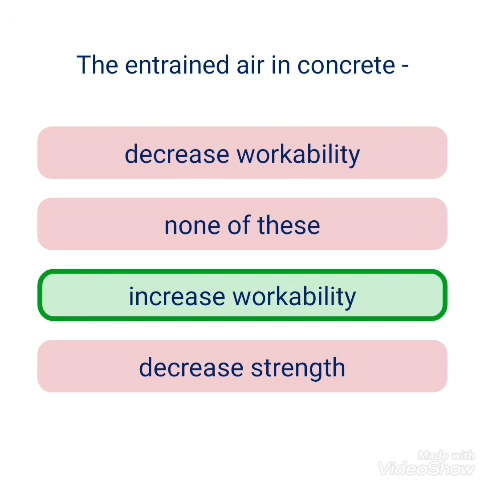 The entrained air in concrete -
decrease workability
none of these
increase workability
decrease strength
Made with
VideoShow